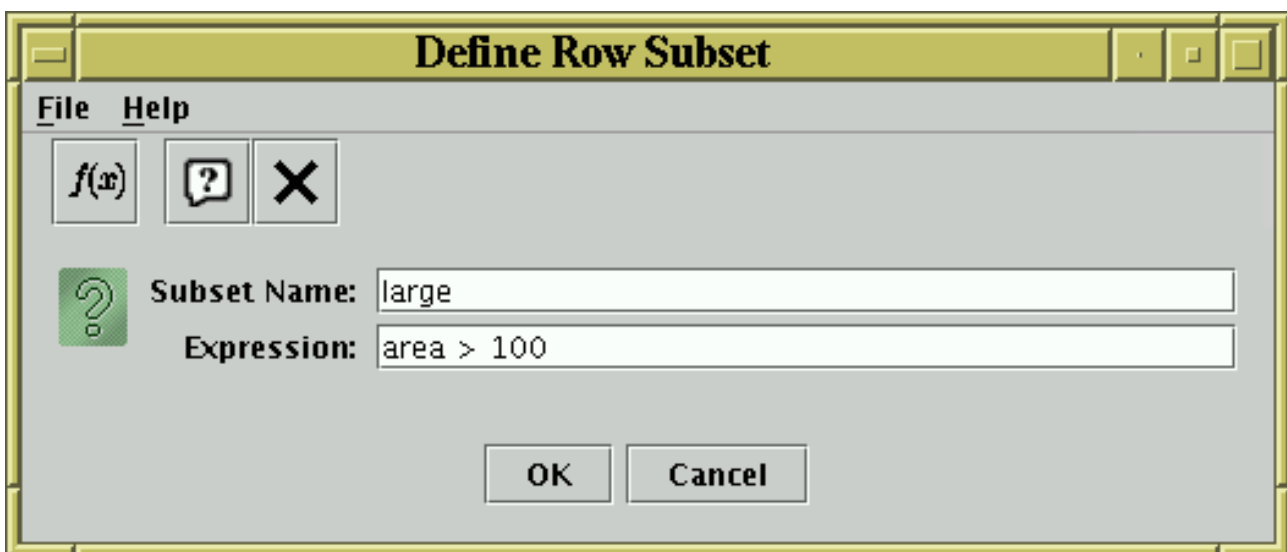 Define Row Subset
File Help
f(x) ?
Subset Name: large
Expression: area > 100
OK Cancel